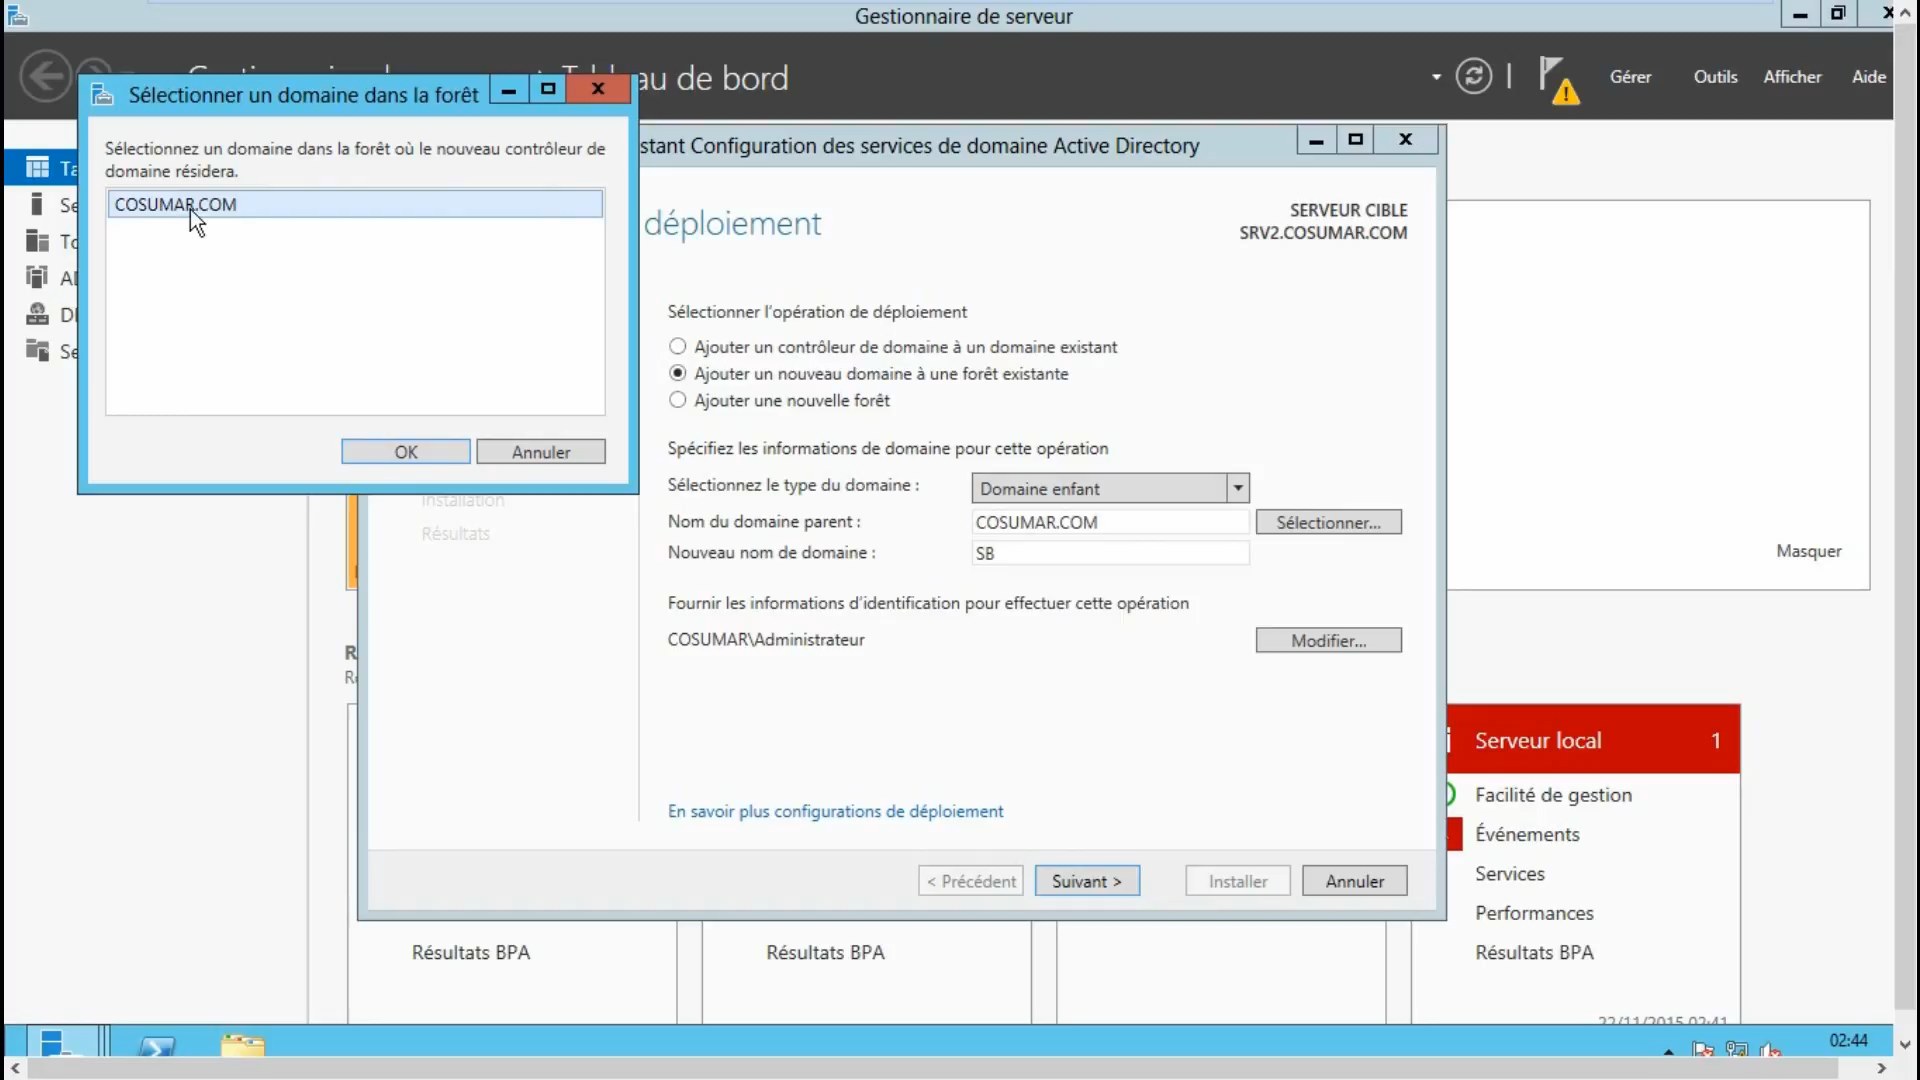 Gestionnaire de serveur
au de bord
Gérer
Outils
Afficher
Aide
Sélectionner un domaine dans la forêt
Sélectionnez un domaine dans la forêt où le nouveau contrôleur de
domaine résidera.
COSUMAR.COM
OK
Annuler
stant Configuration des services de domaine Active Directory
déploiement
SERVEUR CIBLE
SRV2.COSUMAR.COM
Sélectionner l'opération de déploiement
Ajouter un contrôleur de domaine à un domaine existant
Ajouter un nouveau domaine à une forêt existante
Ajouter une nouvelle forêt
Spécifiez les informations de domaine pour cette opération
Sélectionnez le type du domaine :
Domaine enfant
Nom du domaine parent :
COSUMAR.COM
Sélectionner...
Nouveau nom de domaine :
SB
Fournir les informations d'identification pour effectuer cette opération
COSUMAR\Administrateur
Modifier...
En savoir plus configurations de déploiement
Installation
Résultats
< Précédent
Suivant >
Installer
Annuler
Masquer
Serveur local
1
Facilité de gestion
Événements
Services
Performances
Résultats BPA
Résultats BPA
Résultats BPA
22/11/2015 02:41
02:44